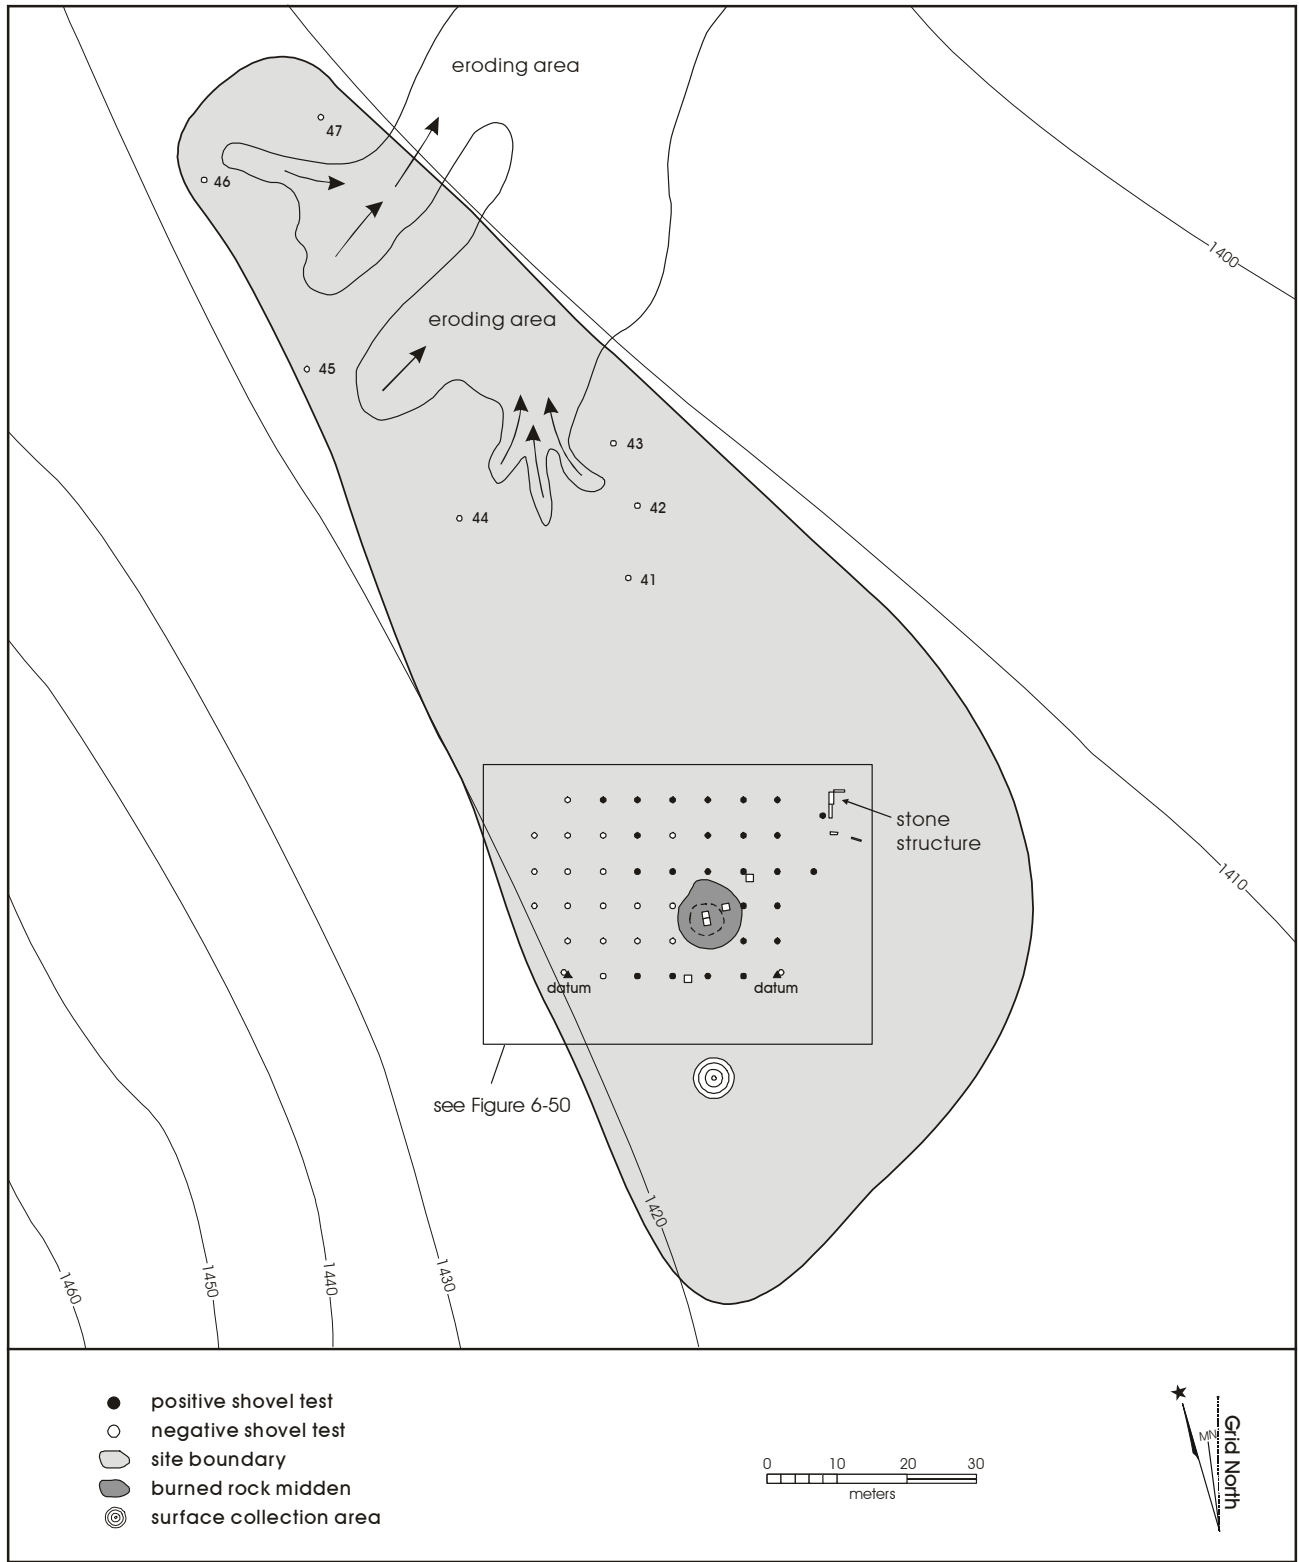 eroding area
47
46
1400
eroding area
45
43
42
44
41
stone
structure
1410
datum
datum
see Figure 6-50
1420
1430
1440
1450
1460
positive shovel test
negative shovel test
site boundary
burned rock midden
surface collection area
0 10 20 30
meters
MN
Grid North